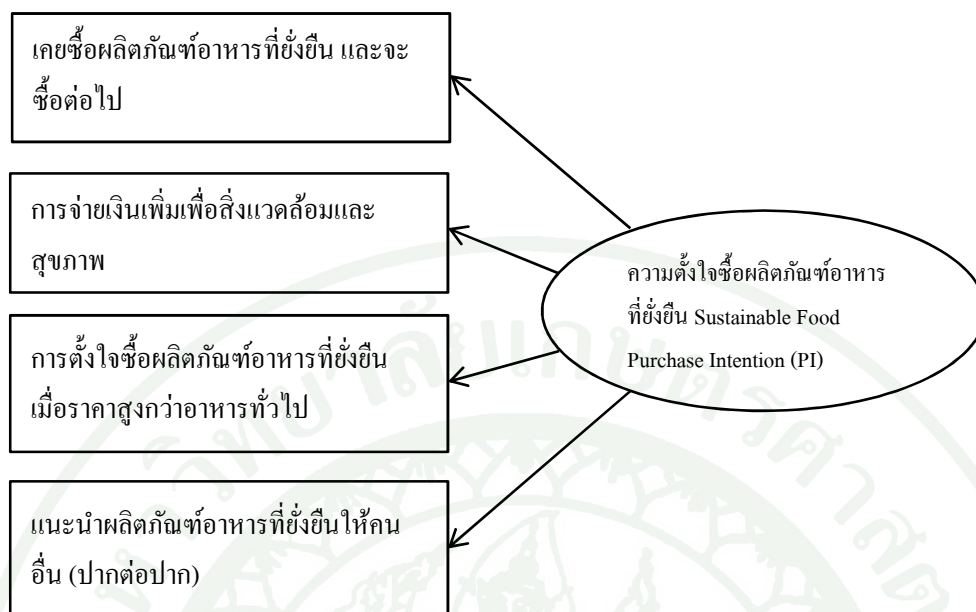 เคยซื้อผลิตภัณฑ์อาหารที่ยั่งยืน และจะ
ซื้อต่อไป
การจ่ายเงินเพิ่มเพื่อสิ่งแวดล้อมและ
สุขภาพ
การตั้งใจซื้อผลิตภัณฑ์อาหารที่ยั่งยืน
เมื่อราคาสูงกว่าอาหารทั่วไป
แนะนำผลิตภัณฑ์อาหารที่ยั่งยืนให้คน
อื่น (ปากต่อปาก)
ความตั้งใจซื้อผลิตภัณฑ์อาหาร
ที่ยั่งยืน Sustainable Food
Purchase Intention (PI)